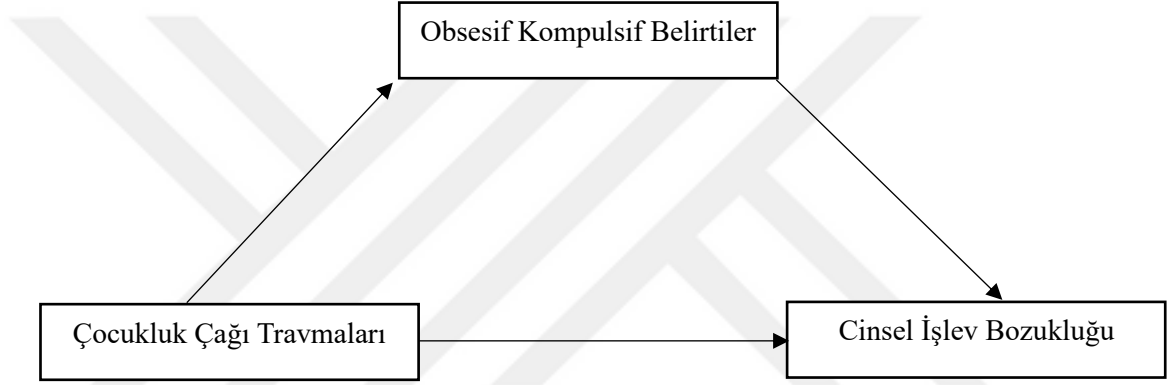 Obsesif Kompulsif Belirtiler
Çocukluk Çağı Travmaları
Cinsel İşlev Bozukluğu